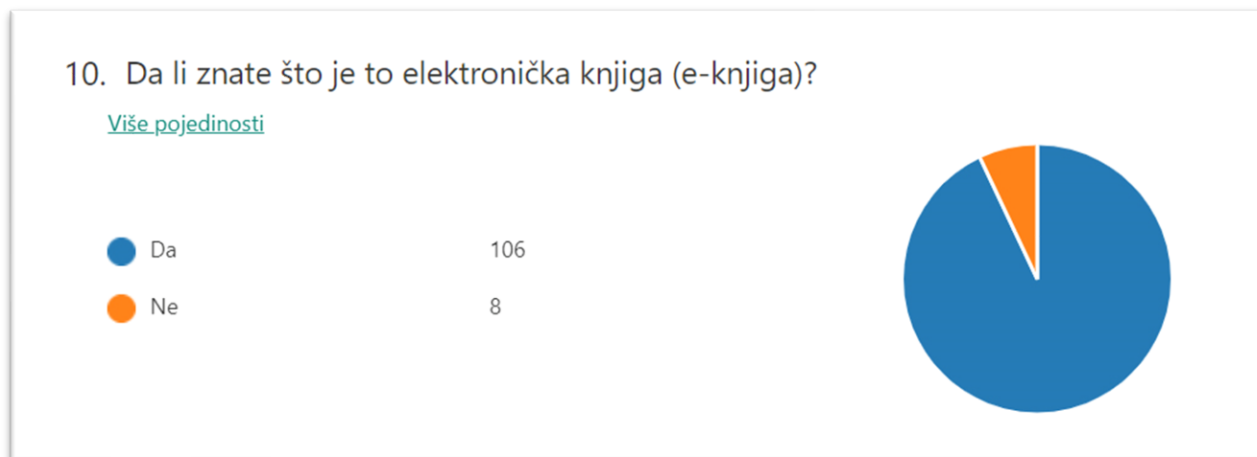 10. Da li znate što je to elektronička knjiga (e-knjiga)?
Više pojedinosti
Da 106
Ne 8